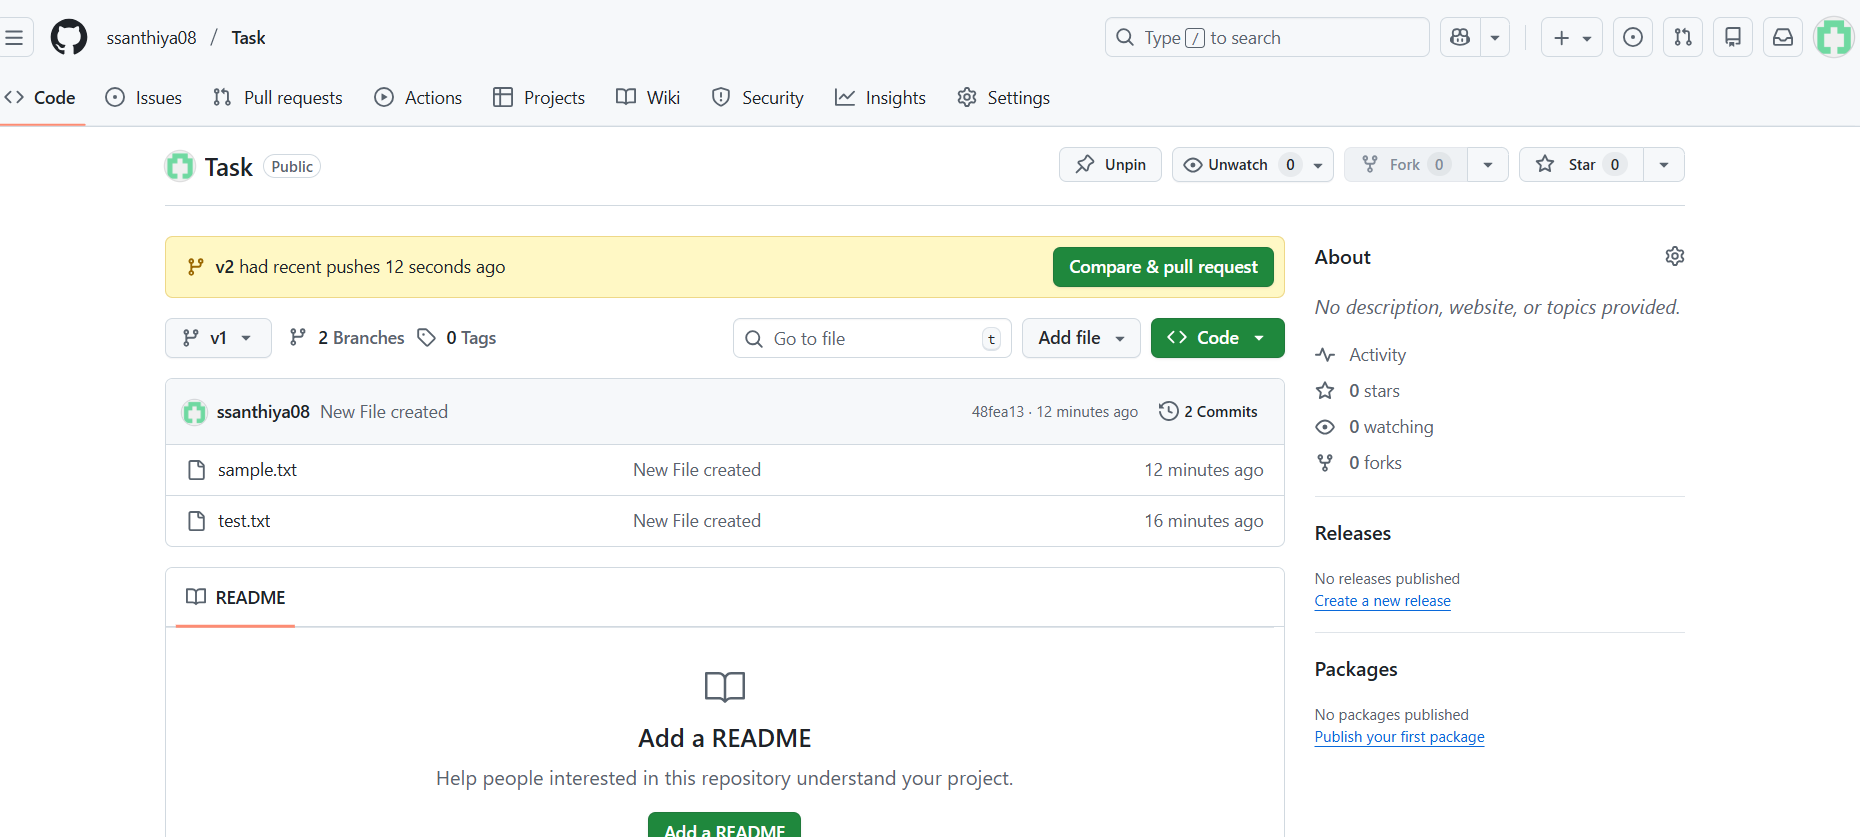 ssanthiya08 / Task
Type / to search
Code Issues Pull requests Actions Projects Wiki Security Insights Settings
Task Public
Unpin Unwatch 0 Fork 0 Star 0
v2 had recent pushes 12 seconds ago
Compare & pull request
v1 2 Branches 0 Tags
Go to file t
Add file
Code
ssanthiya08 New File created 48fea13 · 12 minutes ago 2 Commits
sample.txt New File created 12 minutes ago
test.txt New File created 16 minutes ago
README
Add a README
Help people interested in this repository understand your project.
Add a README
About
No description, website, or topics provided.
Activity
0 stars
0 watching
0 forks
Releases
No releases published
Create a new release
Packages
No packages published
Publish your first package